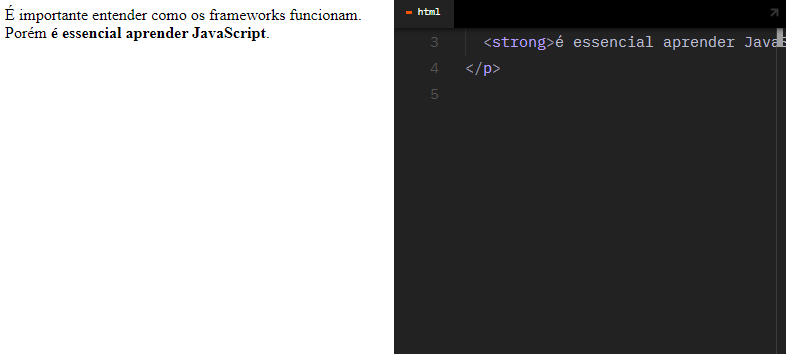 É importante entender como os frameworks funcionam.
Porém é essencial aprender JavaScript.
html
3 <strong>é essencial aprender JavaS
4 </p>
5